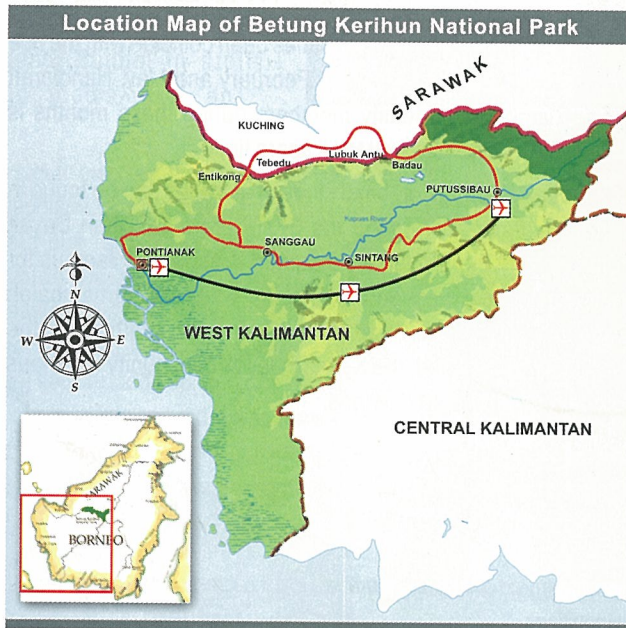 Location Map of Betung Kerihun National Park
SARAWAK
KUCHING
Tebedu
Lubuk Antu
Badau
Entikong
PUTUSSIBAU
Kapuas River
SANGGAU
SINTANG
PONTIANAK
N
W
E
S
WEST KALIMANTAN
CENTRAL KALIMANTAN
SARAWAK
BORNEO